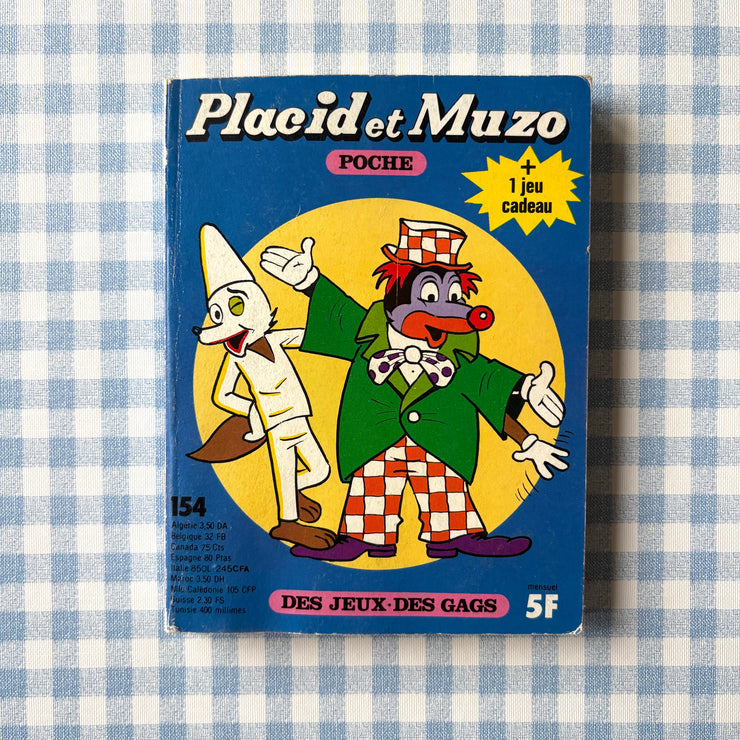 Placid et Muzo
POCHE
+
1 jeu
cadeau
154
Algérie 3,50 DA
Belgique 32 FB
Canada 75 Cts
Espagne 80 Ptas
Italie 850L 245CFA
Maroc 3.50 DH
Nlle Calédonie 105 CFP
Suisse 2.30 FS
Tunisie 400 millimes
DES JEUX·DES GAGS
mensuel
5F